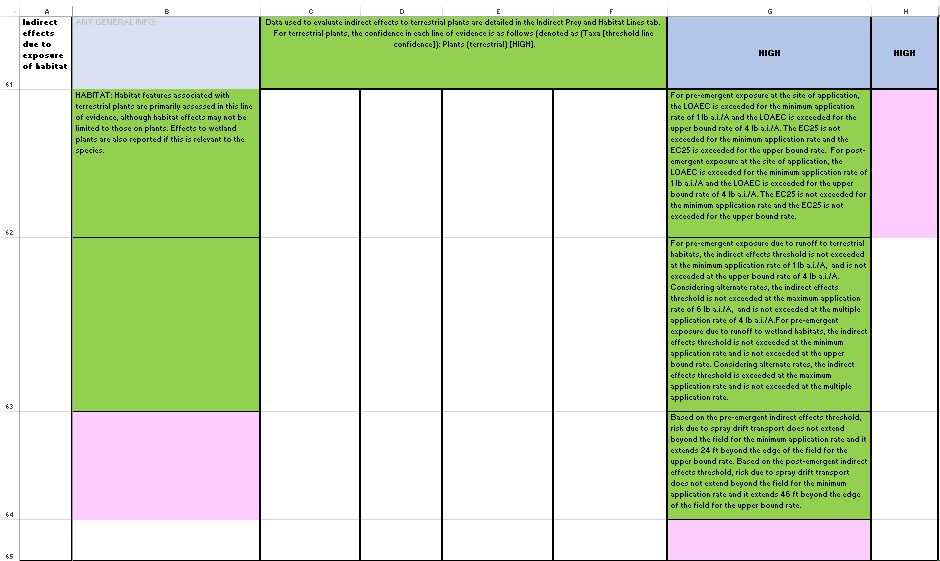 A B C D E F G H
61
Indirect
effects
due to
exposure
of habitat
ANY GENERAL INFO:
Data used to evaluate indirect effects to terrestrial plants are detailed in the Indirect Prey and Habitat Lines tab.
For terrestrial plants, the confidence in each line of evidence is as follows (denoted as (Taxa [threshold line
confidence]): Plants (terrestrial) [HIGH].
HIGH
HIGH
62
HABITAT: Habitat features associated with
terrestrial plants are primarily assessed in this line
of evidence, although habitat effects may not be
limited to those on plants. Effects to wetland
plants are also reported if this is relevant to the
species.
For pre-emergent exposure at the site of application,
the LOAEC is exceeded for the minimum application
rate of 1 lb a.i./A and the LOAEC is exceeded for the
upper bound rate of 4 lb a.i./A. The EC25 is not
exceeded for the minimum application rate and the
EC25 is exceeded for the upper bound rate.  For post-
emergent exposure at the site of application, the
LOAEC is exceeded for the minimum application rate of
1 lb a.i./A and the LOAEC is exceeded for the upper
bound rate of 4 lb a.i./A. The EC25 is not exceeded for
the minimum application rate and the EC25 is not
exceeded for the upper bound rate.
63
For pre-emergent exposure due to runoff to terrestrial
habitats, the indirect effects threshold is not exceeded
at the minimum application rate of 1 lb a.i./A,  and is not
exceeded at the upper bound rate of 4 lb a.i./A.
Considering alternate rates, the indirect effects
threshold is not exceeded at the maximum application
rate of 6 lb a.i./A,  and is not exceeded at the multiple
application rate of 4 lb a.i./A.For pre-emergent
exposure due to runoff to wetland habitats, the indirect
effects threshold is not exceeded at the minimum
application rate and is not exceeded at the upper bound
rate. Considering alternate rates, the indirect
effects threshold is exceeded at the maximum
application rate and is not exceeded at the multiple
application rate.
64
Based on the pre-emergent indirect effects threshold,
risk due to spray drift transport does not extend
beyond the field for the minimum application rate and it
extends 24 ft beyond the edge of the field for the
upper bound rate. Based on the post-emergent indirect
effects threshold, risk due to spray drift transport
does not extend beyond the field for the minimum
application rate and it extends 46 ft beyond the edge
of the field for the upper bound rate.
65